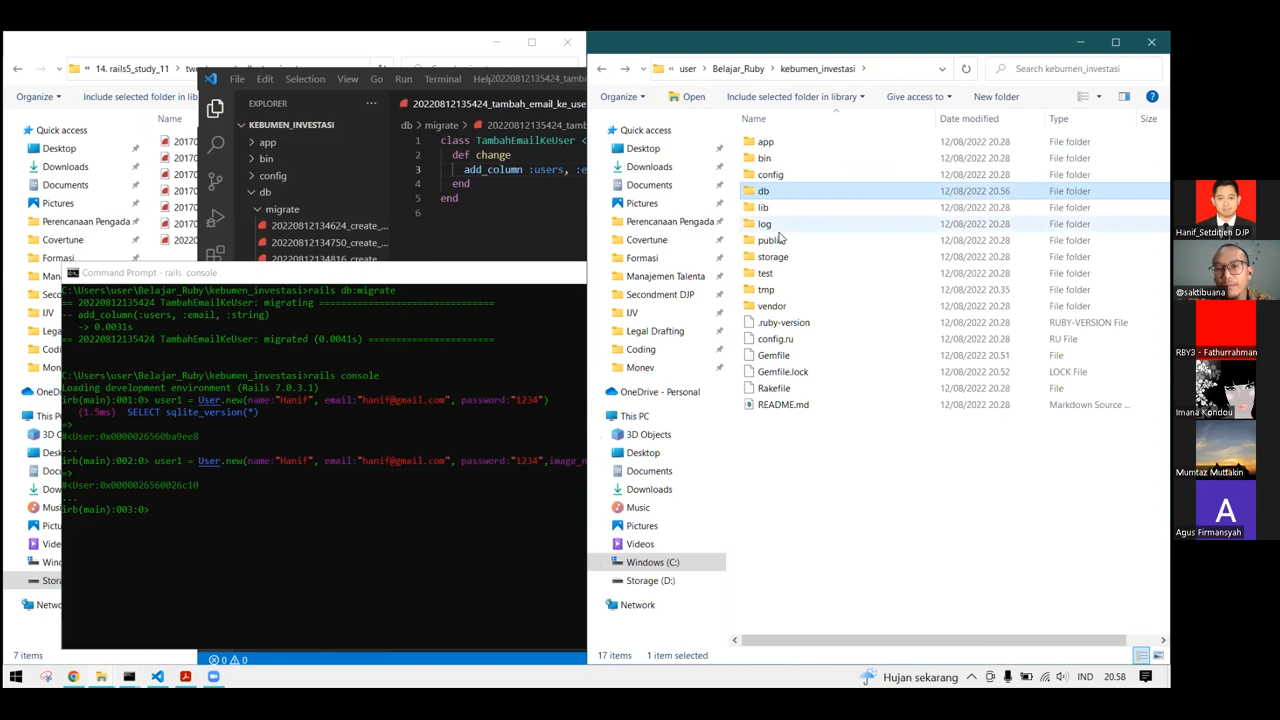 14. rails5_study_11
Organize
Include selected folder in lib
Quick access
Desktop
Downloads
Documents
Pictures
Perencanaan Pengada
Covertune
Formasi
Name
7 items
File Edit Selection View Go Run Terminal Help
EXPLORER
KEBUMEN_INVESTASI
app
bin
config
db
migrate
20220812134624_create_...
20220812134750_create_...
20220812134816_create_...
20220812135424_tambah_email_ke_use
db > migrate > 20220812135424_tamb
1 class TambahEmailKeUser <
2 def change
3 add_column :users, :e
4 end
5 end
6
0 0
Command Prompt - rails console
C:\Users\user\Belajar_Ruby\kebumen_investasi>rails db:migrate
== 20220812135424 TambahEmailKeUser: migrating ===============================
-- add_column(:users, :email, :string)
-> 0.0031s
== 20220812135424 TambahEmailKeUser: migrated (0.0041s) ======================
C:\Users\user\Belajar_Ruby\kebumen_investasi>rails console
Loading development environment (Rails 7.0.3.1)
irb(main):001:0> user1 = User.new(name:"Hanif", email:"hanif@gmail.com", password:"1234")
(1.5ms) SELECT sqlite_version(*)
=>
#<User:0x0000026560ba9ee8
...
irb(main):002:0> user1 = User.new(name:"Hanif", email:"hanif@gmail.com", password:"1234",image_n
=>
#<User:0x0000026560026c10
...
irb(main):003:0>
user > Belajar_Ruby > kebumen_investasi >
Search kebumen_investasi
Organize Open Include selected folder in library Give access to New folder
Quick access
Desktop
Downloads
Documents
Pictures
Perencanaan Pengada
Covertune
Formasi
Manajemen Talenta
Secondment DJP
IJV
Legal Drafting
Coding
Monev
OneDrive - Personal
This PC
3D Objects
Desktop
Documents
Downloads
Music
Pictures
Videos
Windows (C:)
Storage (D:)
Network
Name Date modified Type Size
app 12/08/2022 20.28 File folder
bin 12/08/2022 20.28 File folder
config 12/08/2022 20.28 File folder
db 12/08/2022 20.56 File folder
lib 12/08/2022 20.28 File folder
log 12/08/2022 20.28 File folder
public 12/08/2022 20.28 File folder
storage 12/08/2022 20.28 File folder
test 12/08/2022 20.28 File folder
tmp 12/08/2022 20.35 File folder
vendor 12/08/2022 20.28 File folder
.ruby-version 12/08/2022 20.28 RUBY-VERSION File
config.ru 12/08/2022 20.28 RU File
Gemfile 12/08/2022 20.51 File
Gemfile.lock 12/08/2022 20.28 LOCK File
Rakefile 12/08/2022 20.28 File
README.md 12/08/2022 20.28 Markdown Source ...
17 items 1 item selected
Hujan sekarang IND 20.58
Hanif_Setditjen DJP
@saktibuana
RBY3 - Fathurrahman
Imana Kondou
Mumtaz Muttakin
A
Agus Firmansyah